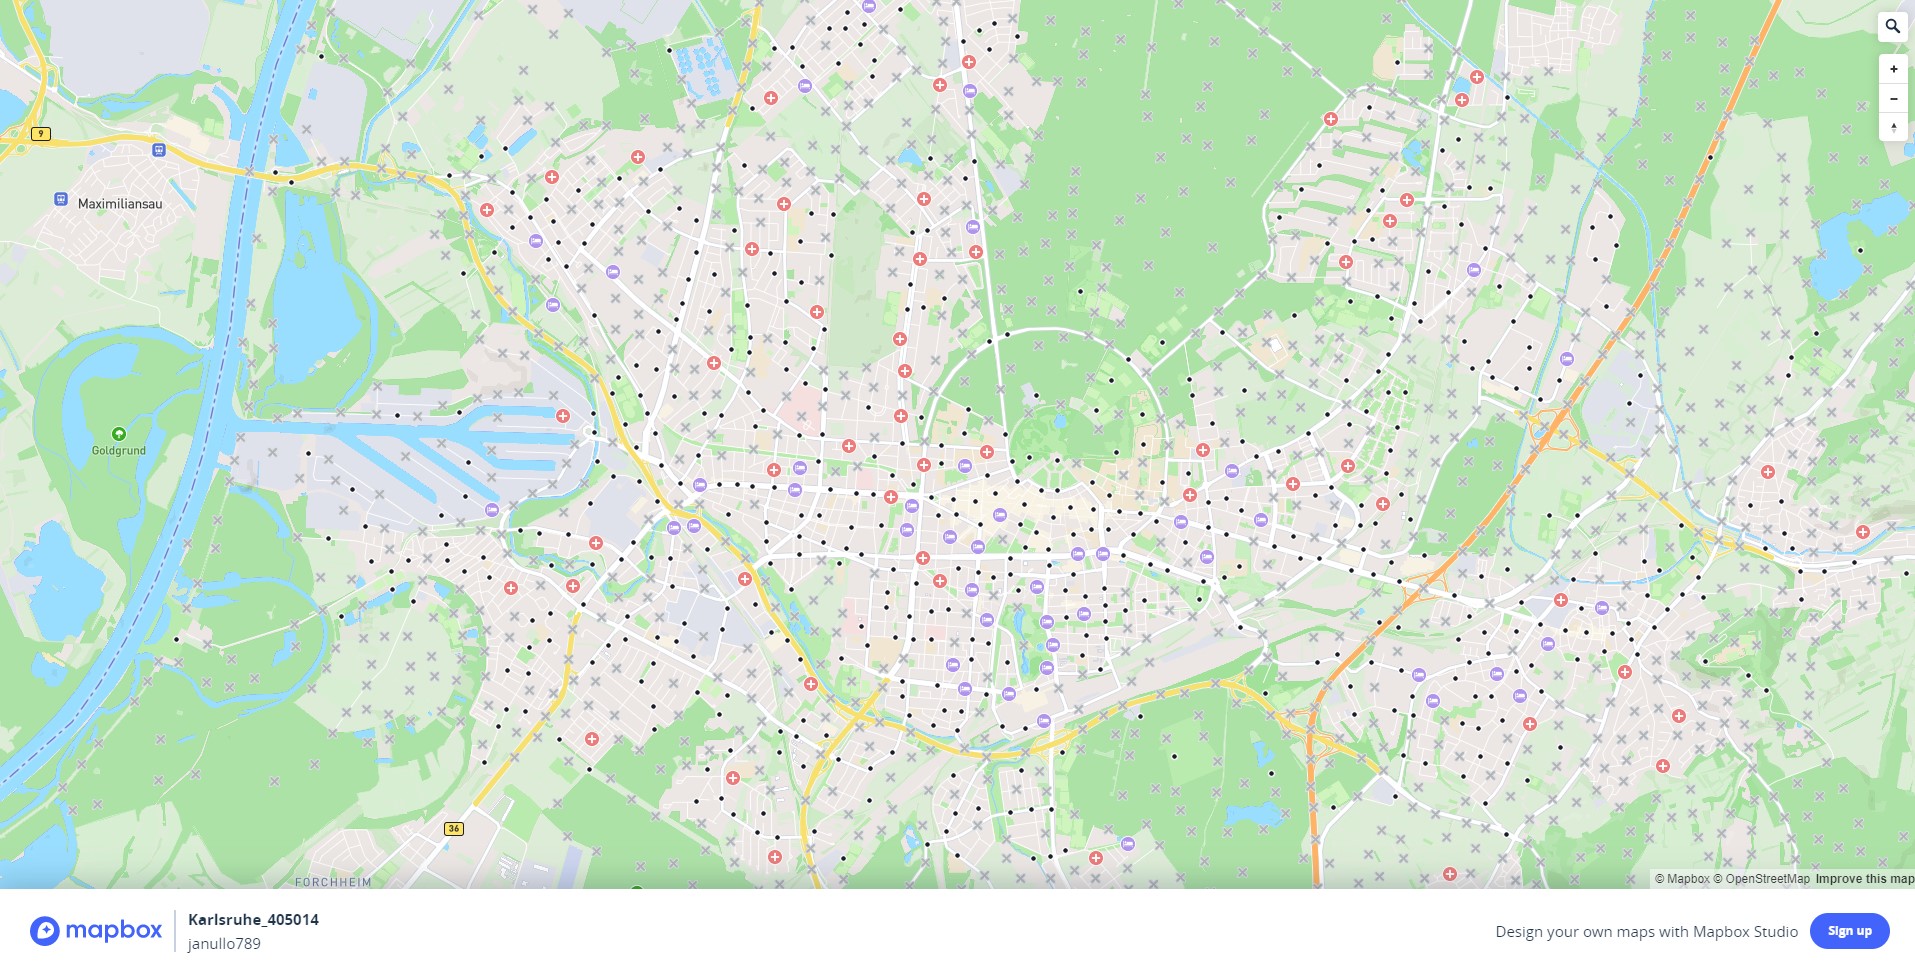 9
Maximiliansau
Goldgrund
36
FORCHHEIM
© Mapbox © OpenStreetMap Improve this map
mapbox
Karlsruhe_405014
janullo789
Design your own maps with Mapbox Studio
Sign up